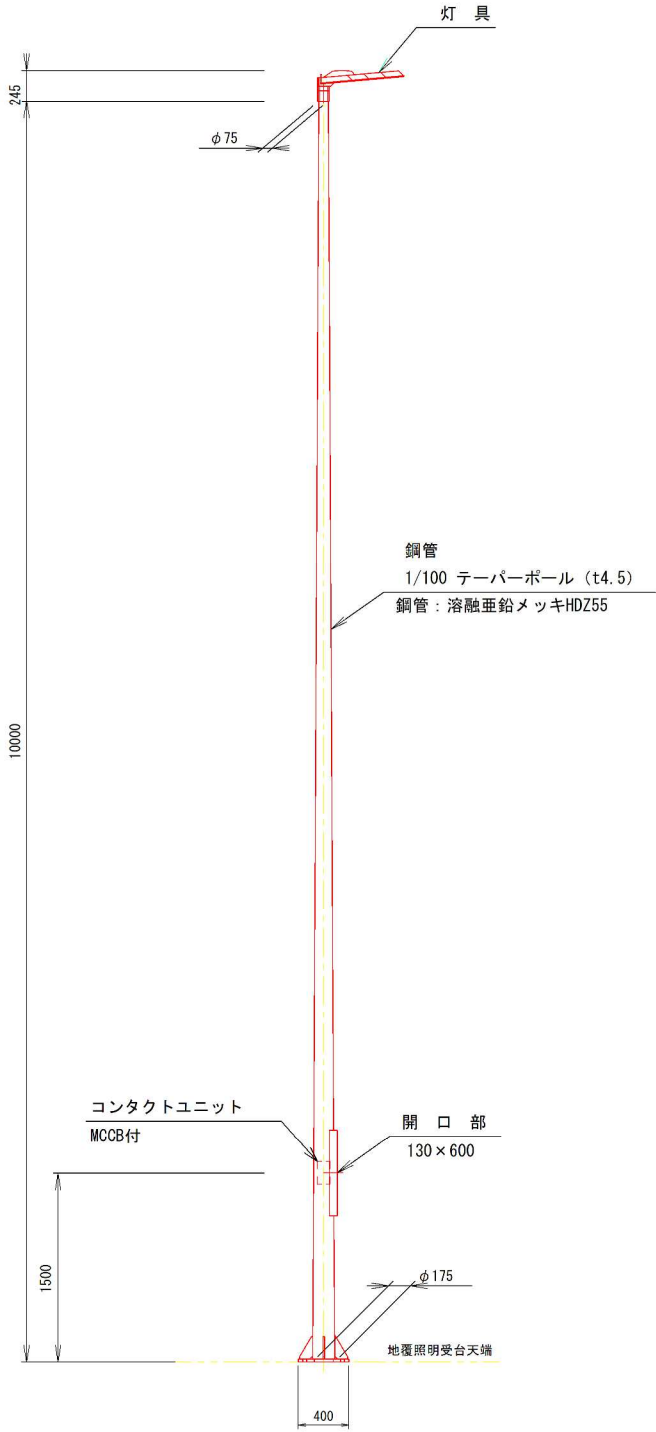 灯 具
245
φ75
鋼管
1/100 テーパーポール（t4.5）
鋼管：溶融亜鉛メッキHDZ55
10000
コンタクトユニット
MCCB付
開 口 部
130×600
1500
φ175
地覆照明受台天端
400